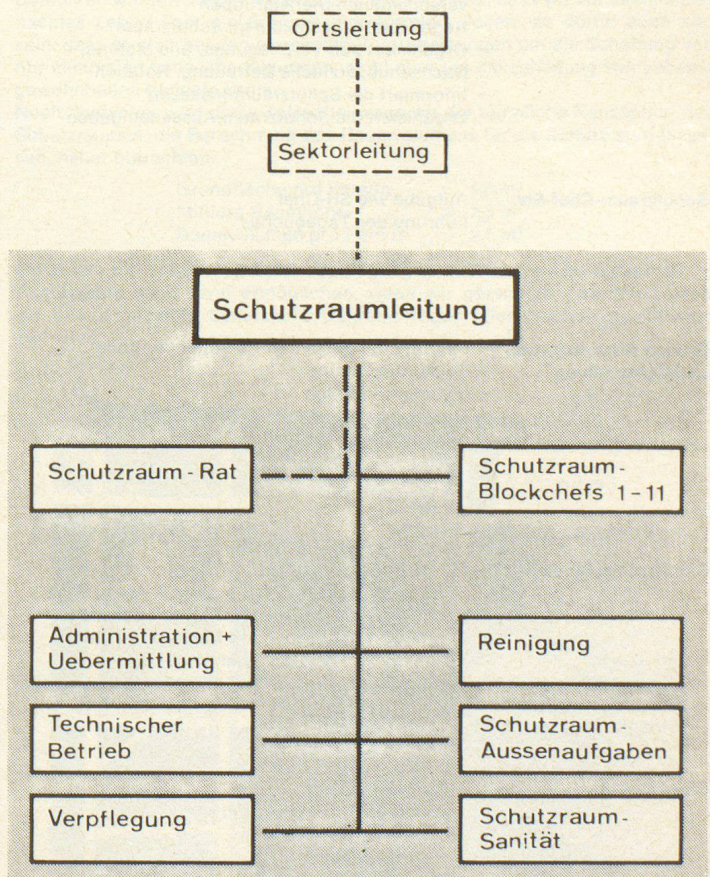 Ortsleitung
Sektorleitung
Schutzraumleitung
Schutzraum-Rat
Schutzraum-
Blockchefs 1-11
Administration +
Uebermittlung
Reinigung
Technischer
Betrieb
Schutzraum-
Aussenaufgaben
Verpflegung
Schutzraum-
Sanität